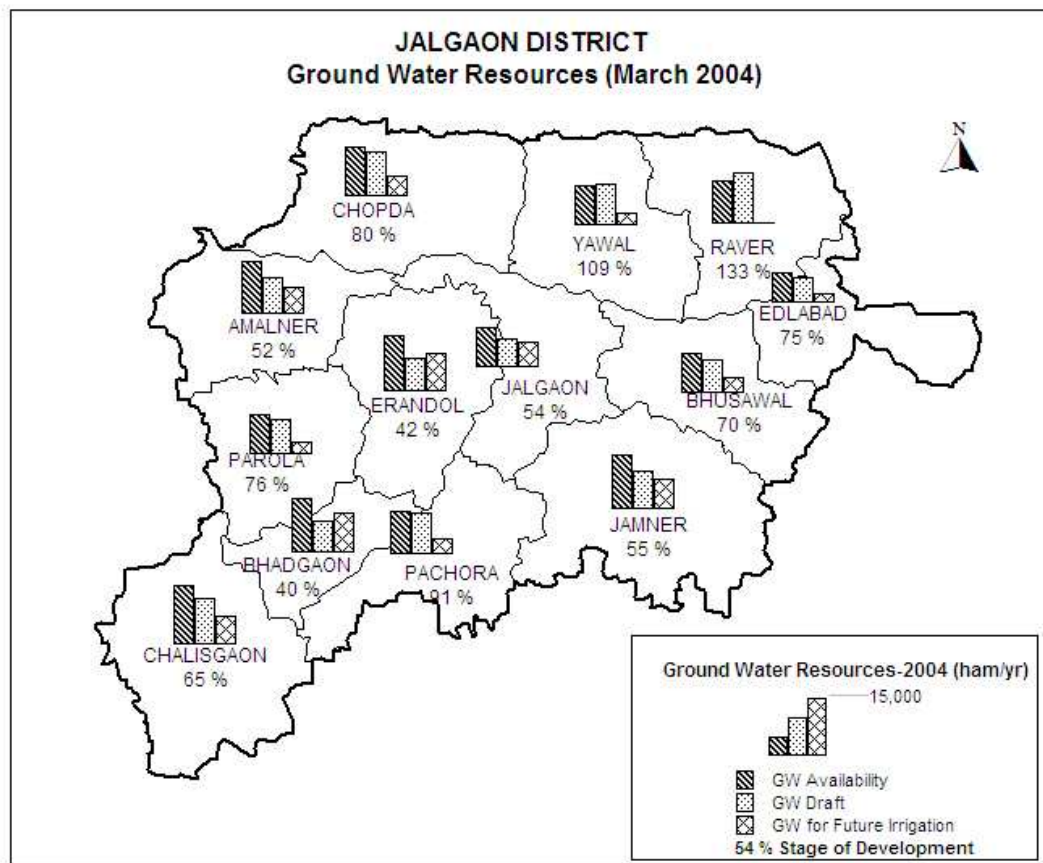 JALGAON DISTRICT
Ground Water Resources (March 2004)
N
CHOPDA
80 %
YAWAL
109 %
RAVER
133 %
EDLABAD
75 %
AMALNER
52 %
ERANDOL
42 %
JALGAON
54 %
BHUSAWAL
70 %
PAROLA
76 %
JAMNER
55 %
BHADGAON
40 %
PACHORA
91 %
CHALISGAON
65 %
Ground Water Resources-2004 (ham/yr)
15,000
GW Availability
GW Draft
GW for Future Irrigation
54 % Stage of Development